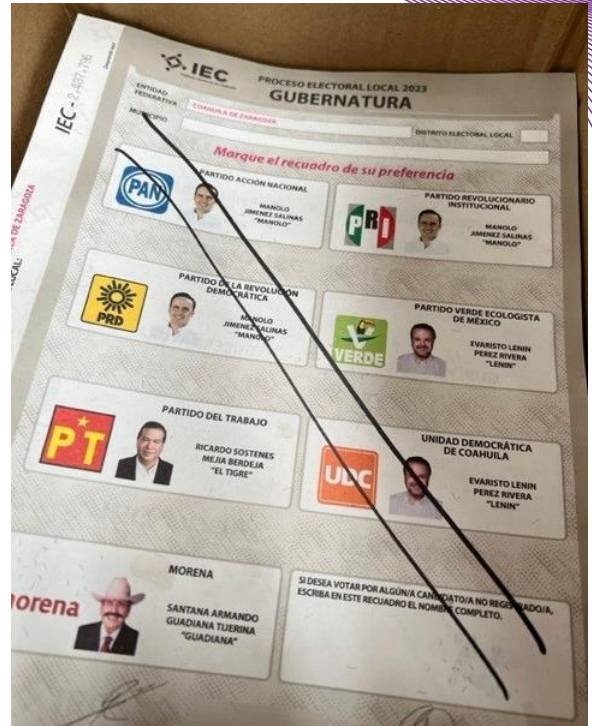 IEC - 2,487,796
IEC
PROCESO ELECTORAL LOCAL 2023
GUBERNATURA
ENTIDAD
FEDERATIVA
COAHUILA DE ZARAGOZA
MUNICIPIO
DISTRITO ELECTORAL LOCAL
Marque el recuadro de su preferencia
PAN
PARTIDO ACCIÓN NACIONAL
MANOLO
JIMENEZ SALINAS
"MANOLO"
PRI
PARTIDO REVOLUCIONARIO
INSTITUCIONAL
MANOLO
JIMENEZ SALINAS
"MANOLO"
PRD
PARTIDO DE LA REVOLUCIÓN
DEMOCRÁTICA
MANOLO
JIMENEZ SALINAS
"MANOLO"
VERDE
PARTIDO VERDE ECOLOGISTA
DE MÉXICO
EVARISTO LENIN
PEREZ RIVERA
"LENIN"
PT
PARTIDO DEL TRABAJO
RICARDO SOSTENES
MEJIA BERDEJA
"EL TIGRE"
UDC
UNIDAD DEMOCRÁTICA
DE COAHUILA
EVARISTO LENIN
PEREZ RIVERA
"LENIN"
orena
MORENA
SANTANA ARMANDO
GUADIANA TIJERINA
"GUADIANA"
SI DESEA VOTAR POR ALGÚN/A CANDIDATO/A NO REGISTRADO/A,
ESCRIBA EN ESTE RECUADRO EL NOMBRE COMPLETO.
DE ZARAGOZA
LOCAL: